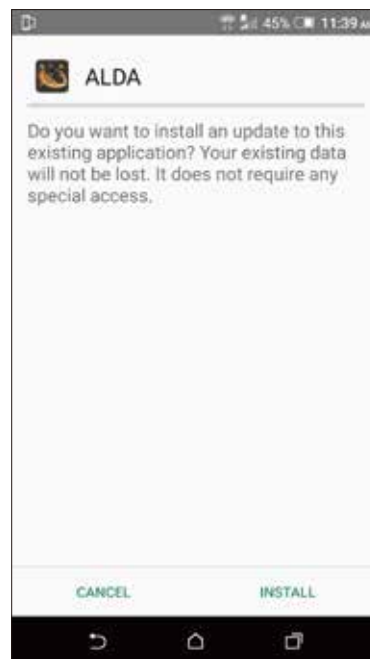 45% 11:39 AM
ALDA
Do you want to install an update to this
existing application? Your existing data
will not be lost. It does not require any
special access.
CANCEL INSTALL